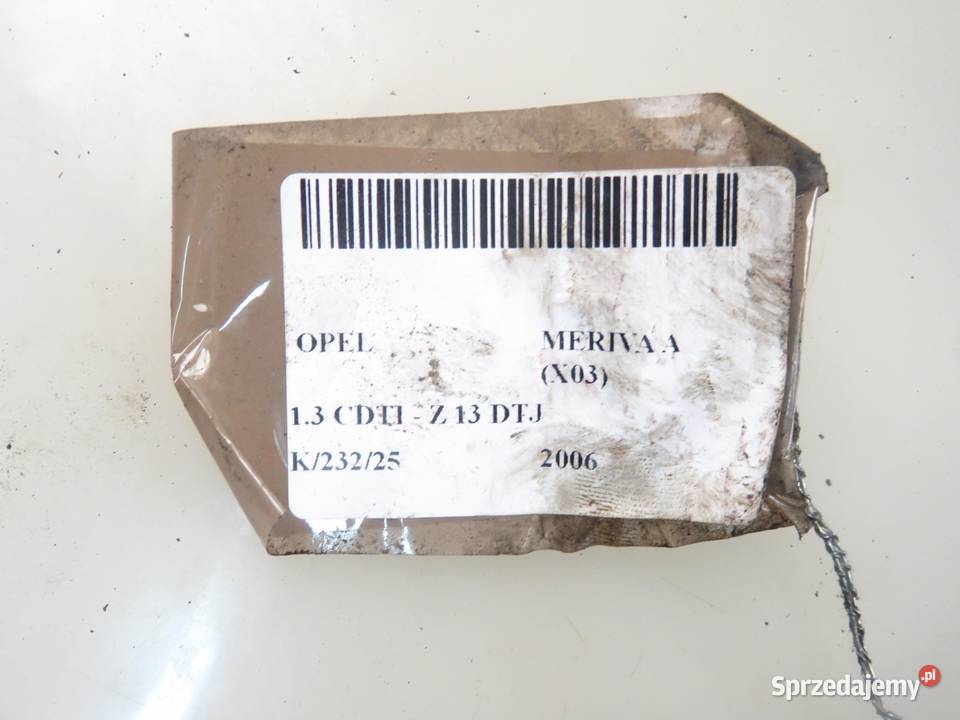 OPEL MERIVA A
(X03)
1.3 CDTI - Z 13 DTJ
K/232/25 2006
Sprzedajemy.pl